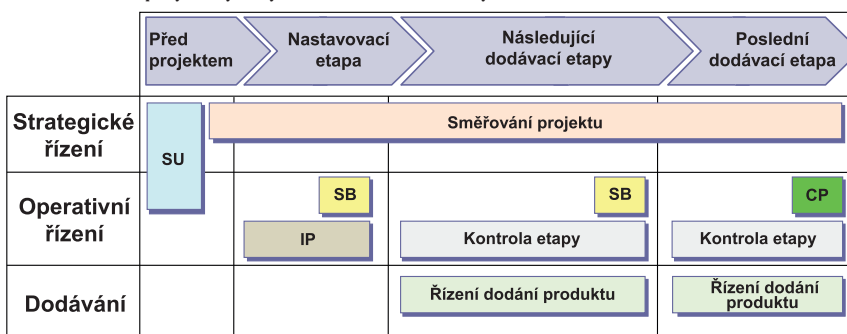 Před
projektem
Nastavovací
etapa
Následující
dodávací etapy
Poslední
dodávací etapa
Strategické
řízení
SU
Směřování projektu
Operativní
řízení
SB
SB
CP
IP
Kontrola etapy
Kontrola etapy
Dodávání
Řízení dodání produktu
Řízení dodání
produktu